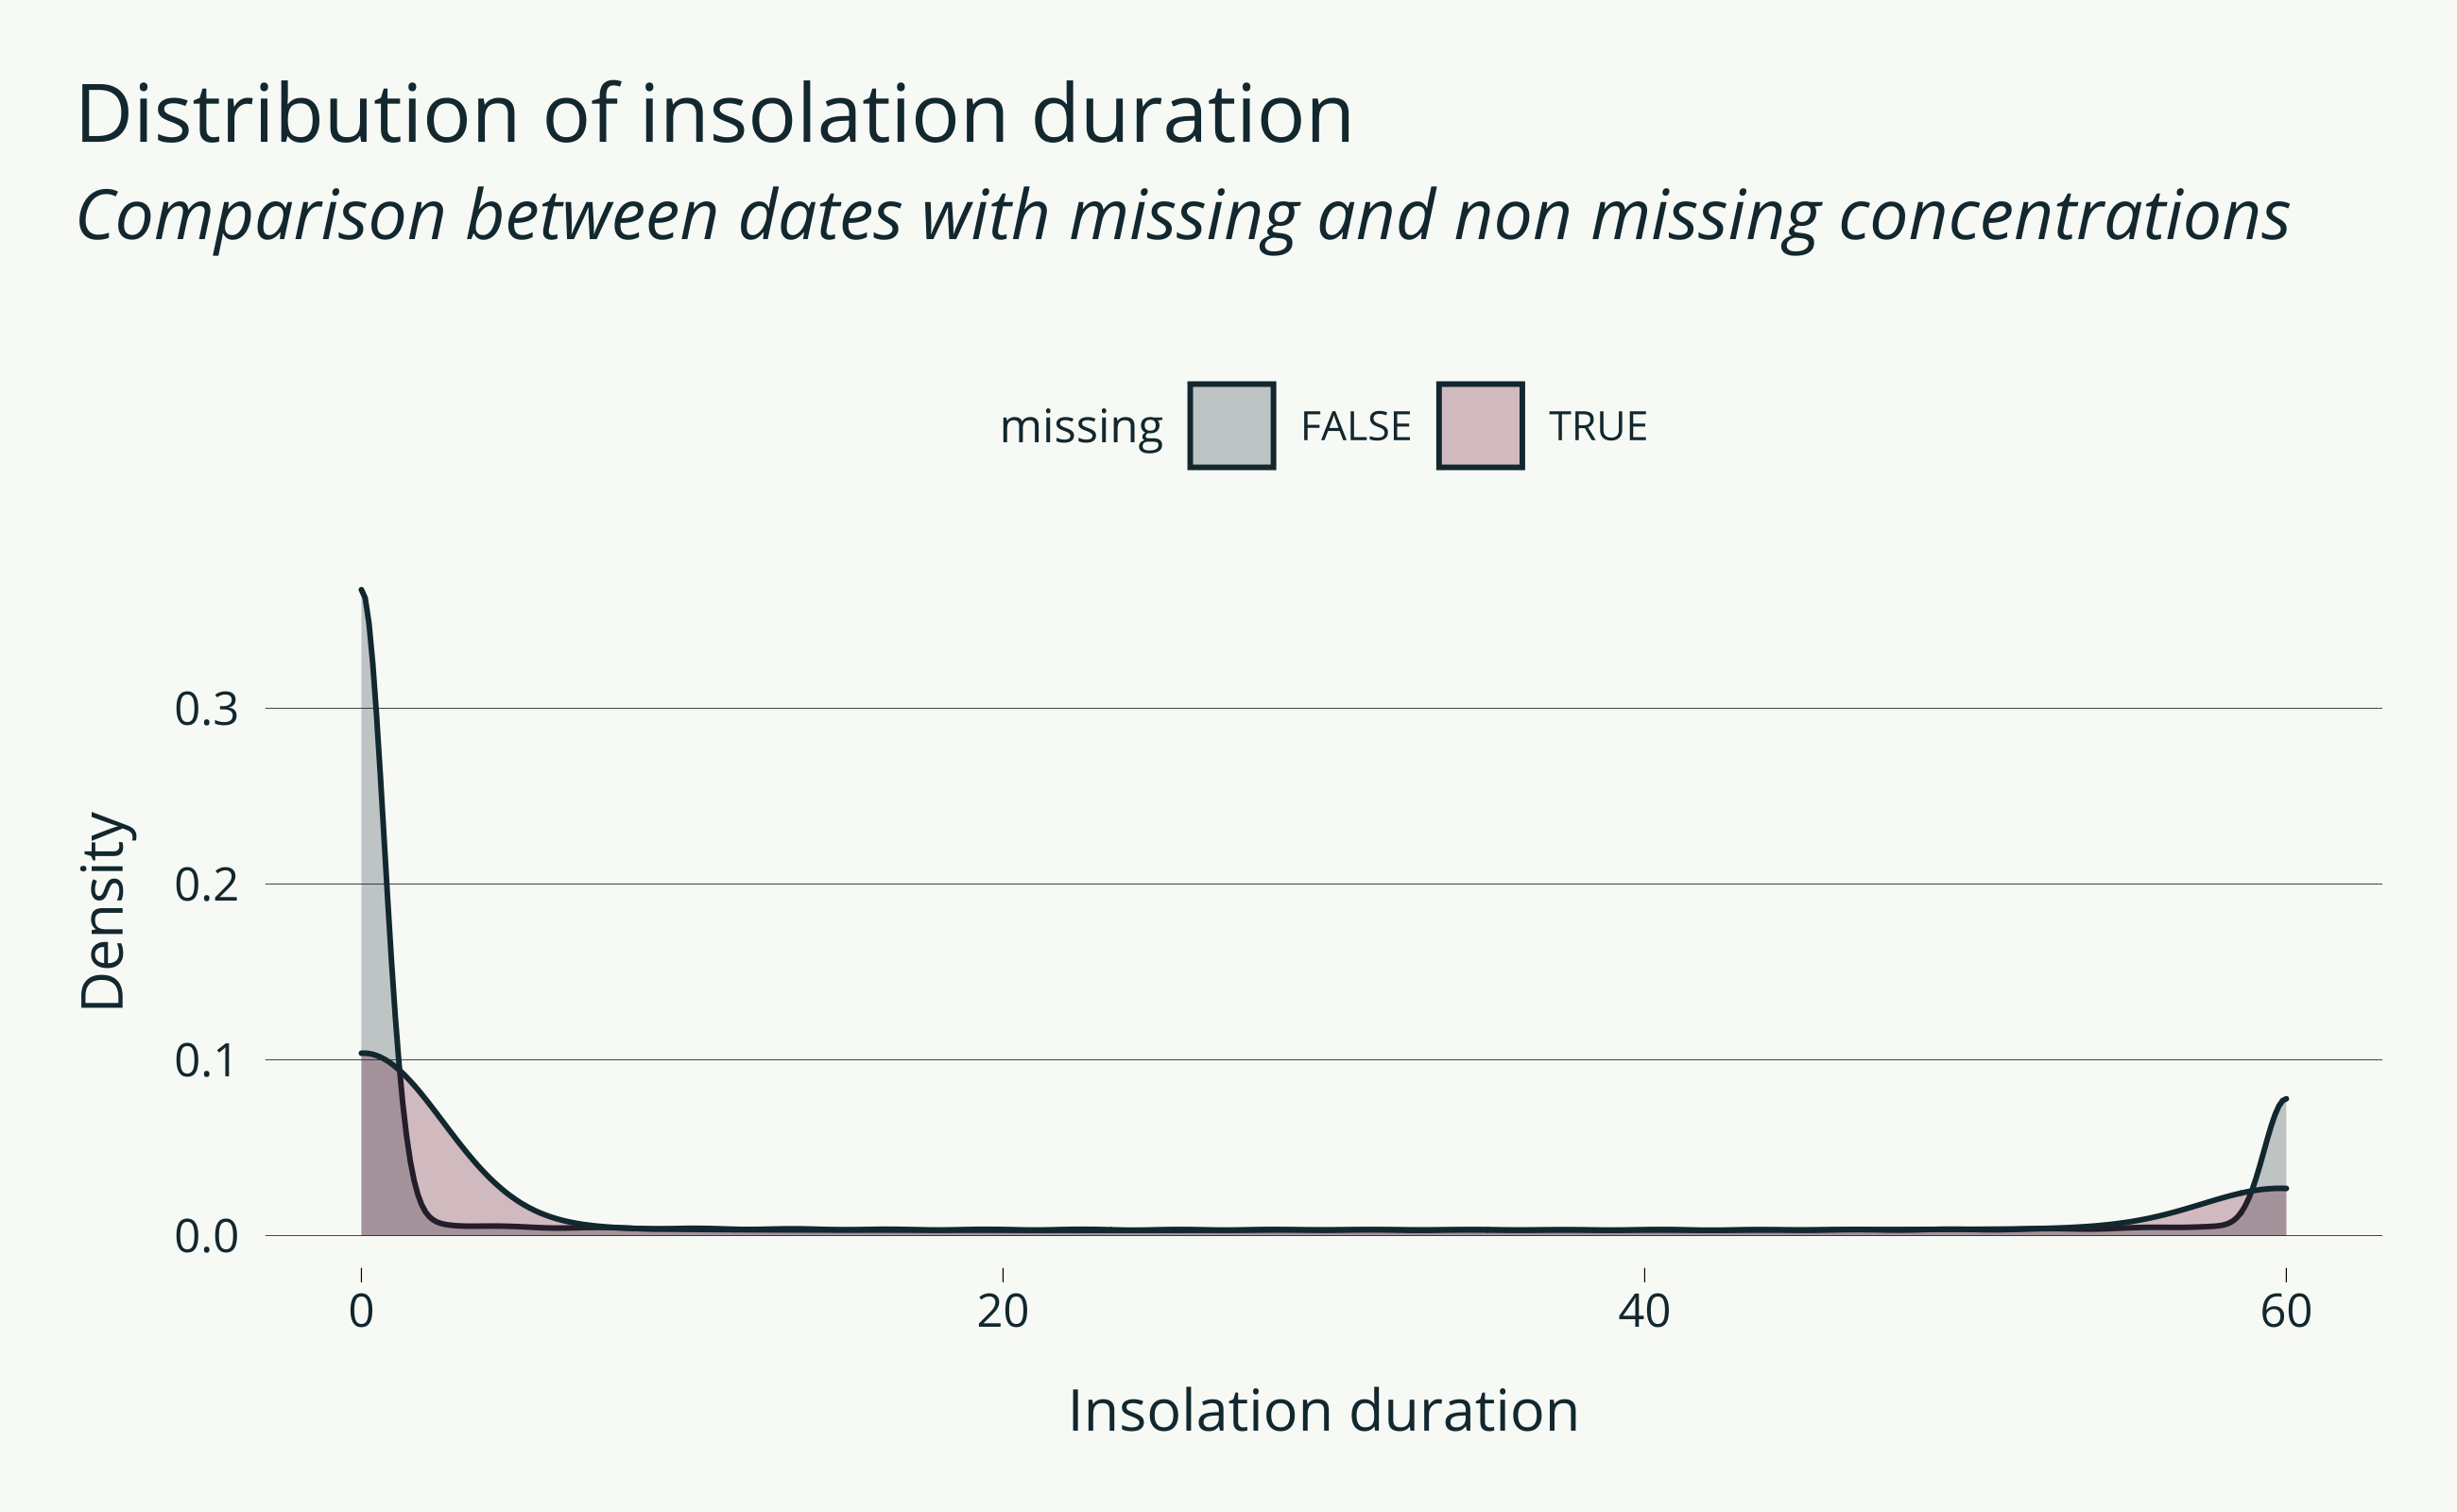 Distribution of insolation duration
Comparison between dates with missing and non missing concentrations
missing FALSE TRUE
0.3
0.2
0.1
0.0
Density
0 20 40 60
Insolation duration